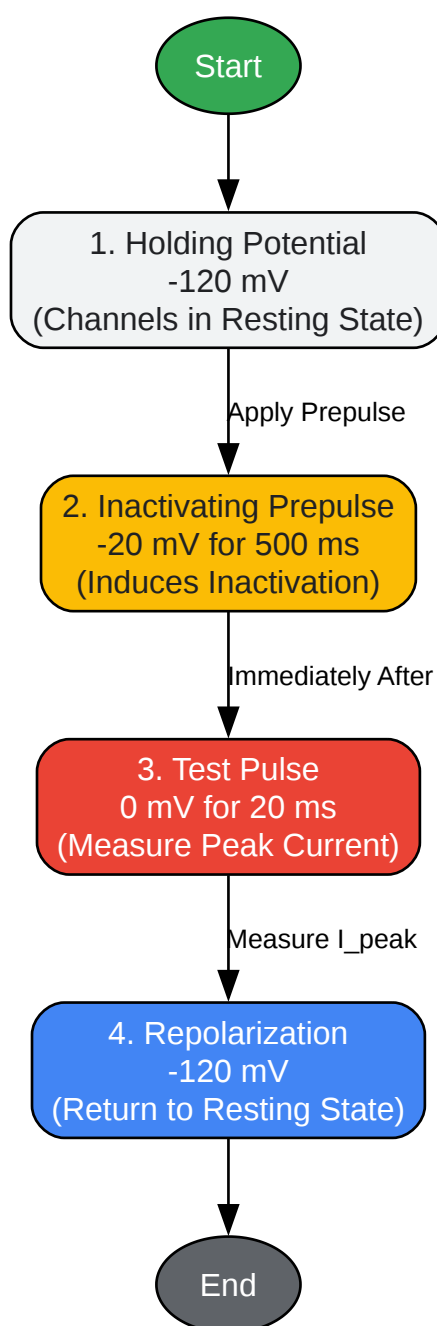 Start
1. Holding Potential
-120 mV
(Channels in Resting State)
Apply Prepulse
2. Inactivating Prepulse
-20 mV for 500 ms
(Induces Inactivation)
Immediately After
3. Test Pulse
0 mV for 20 ms
(Measure Peak Current)
Measure I_peak
4. Repolarization
-120 mV
(Return to Resting State)
End